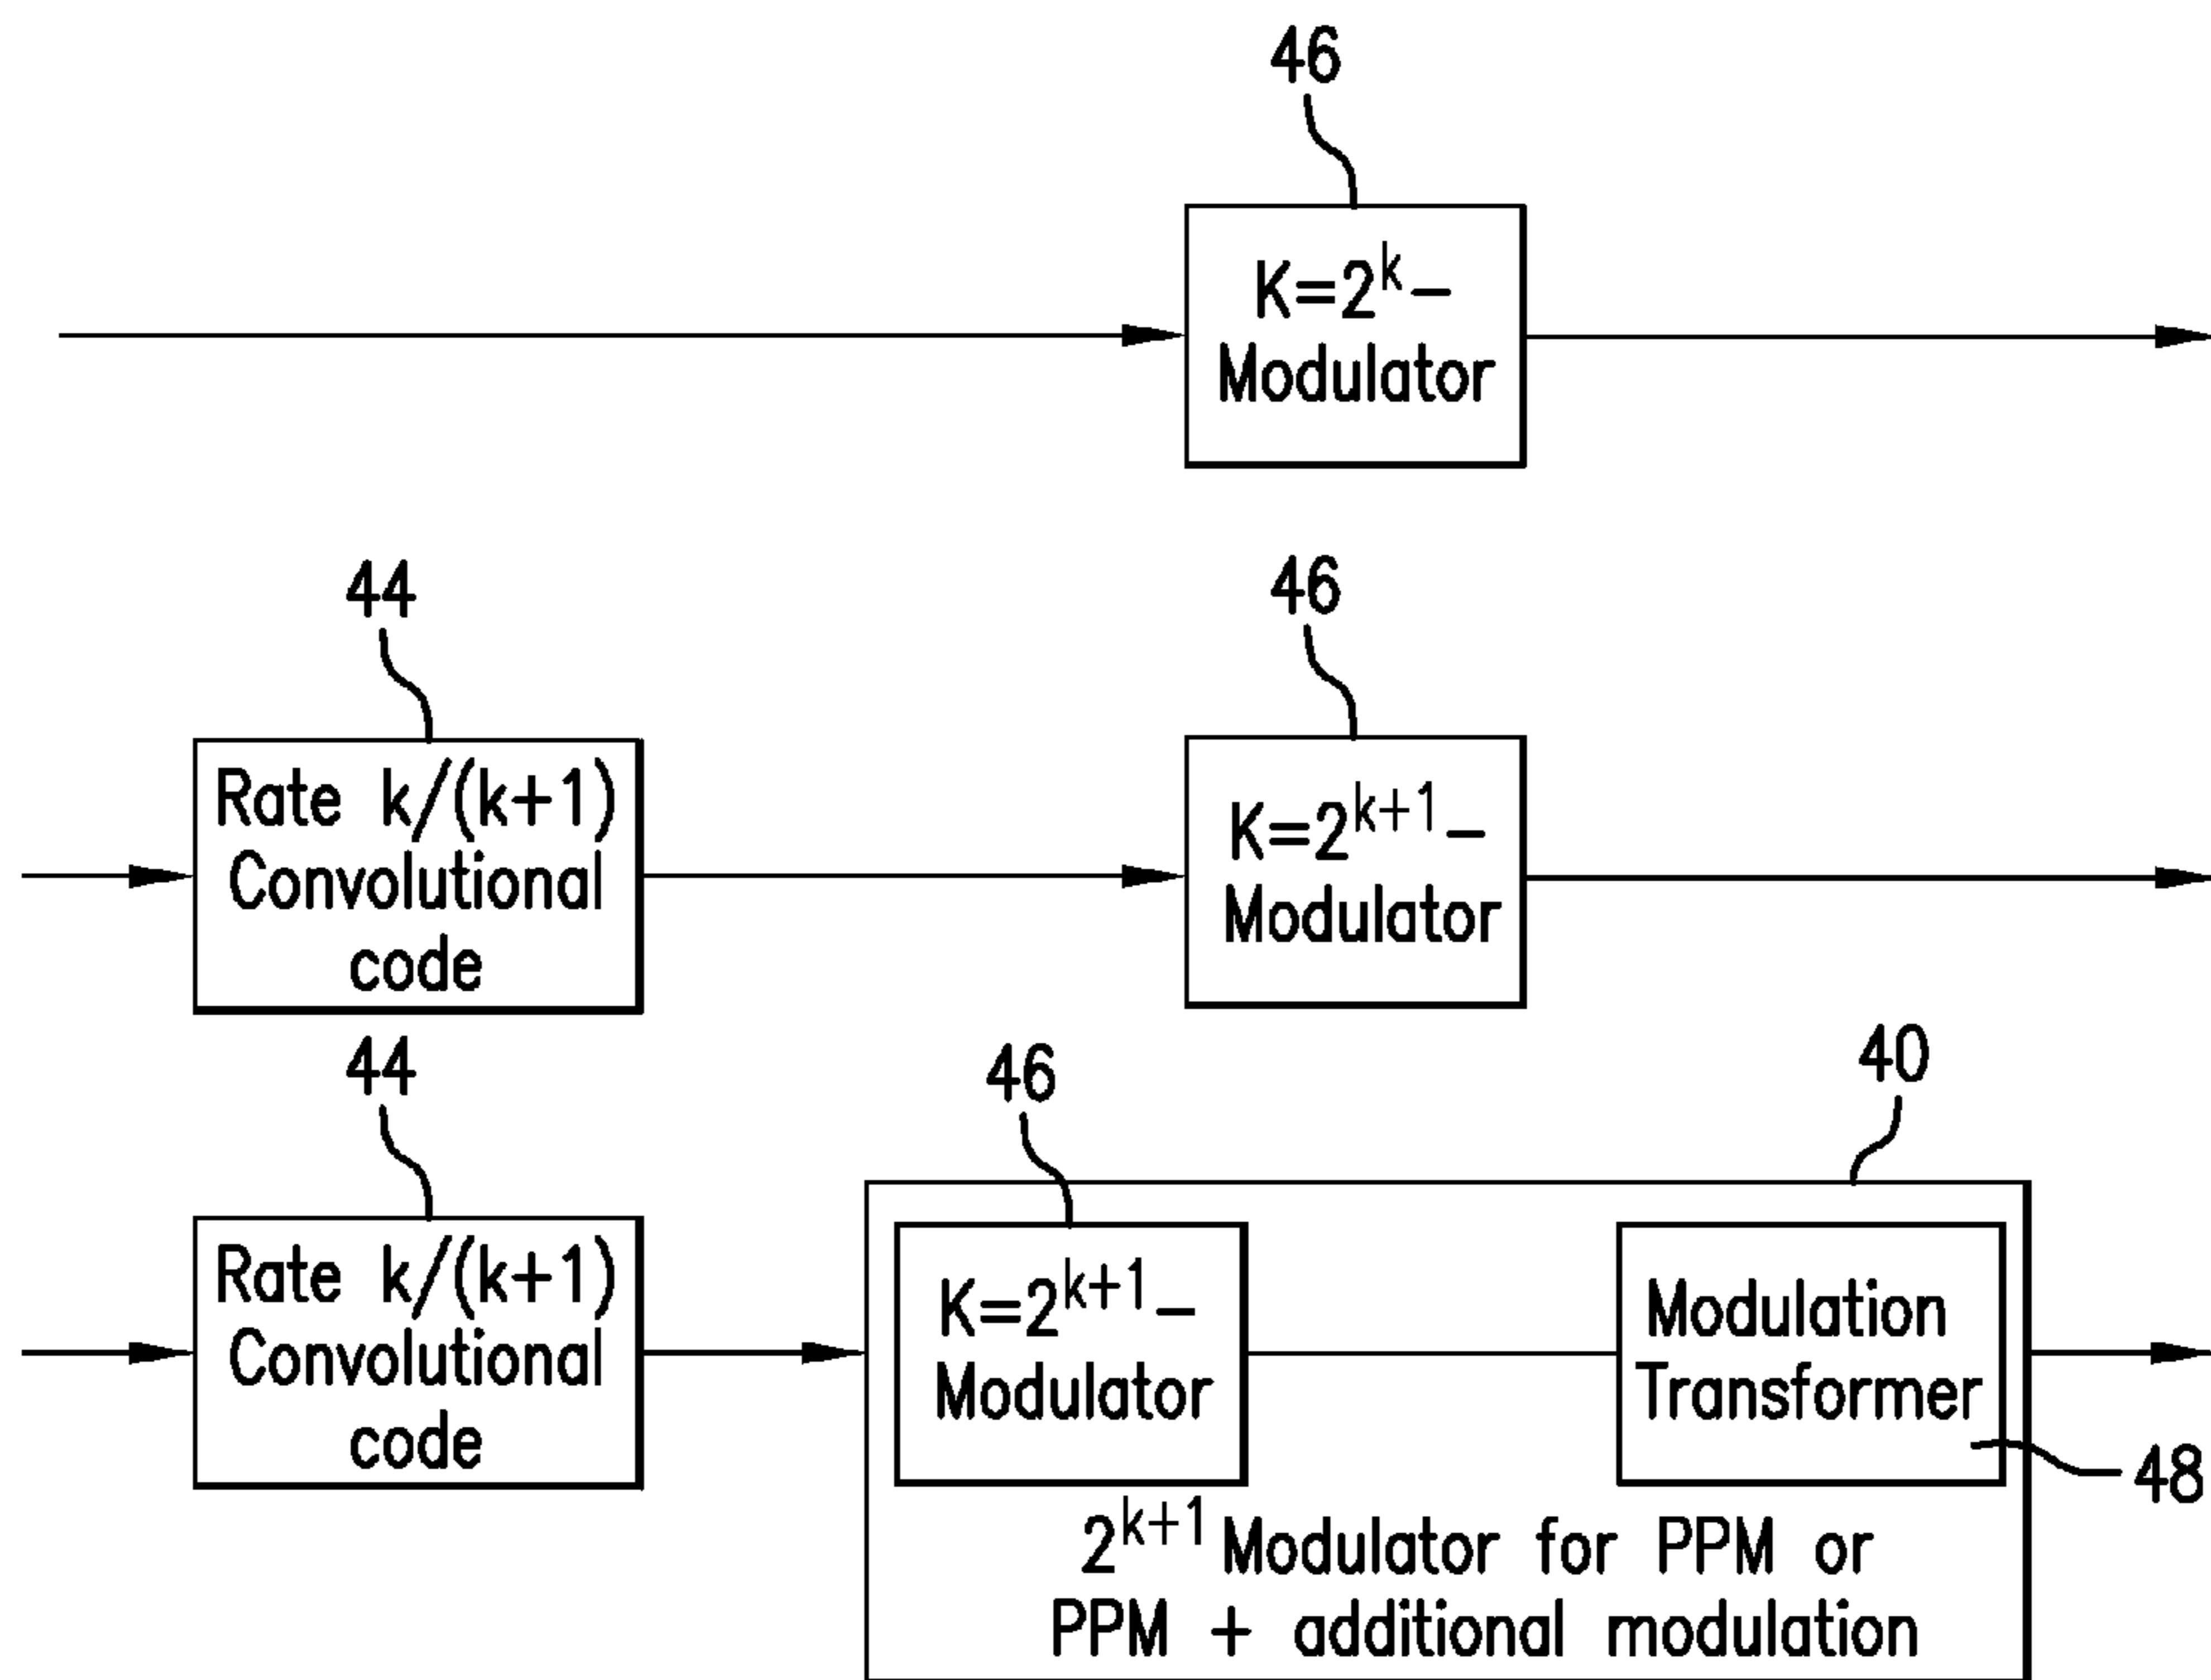 46
K=2^k-
Modulator
44
46
Rate k/(k+1)
Convolutional
code
K=2^{k+1}-
Modulator
44
46
40
Rate k/(k+1)
Convolutional
code
K=2^{k+1}-
Modulator
Modulation
Transformer
48
2^{k+1} Modulator for PPM or
PPM + additional modulation